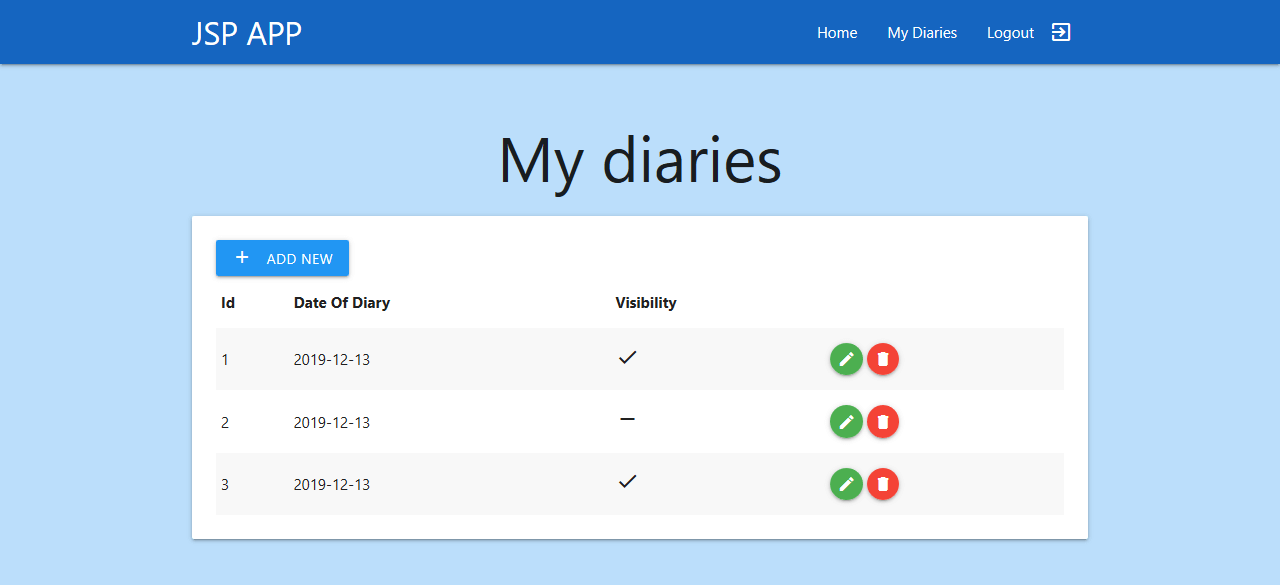 JSP APP
Home My Diaries Logout
My diaries
ADD NEW
Id Date Of Diary Visibility
1 2019-12-13
2 2019-12-13
3 2019-12-13